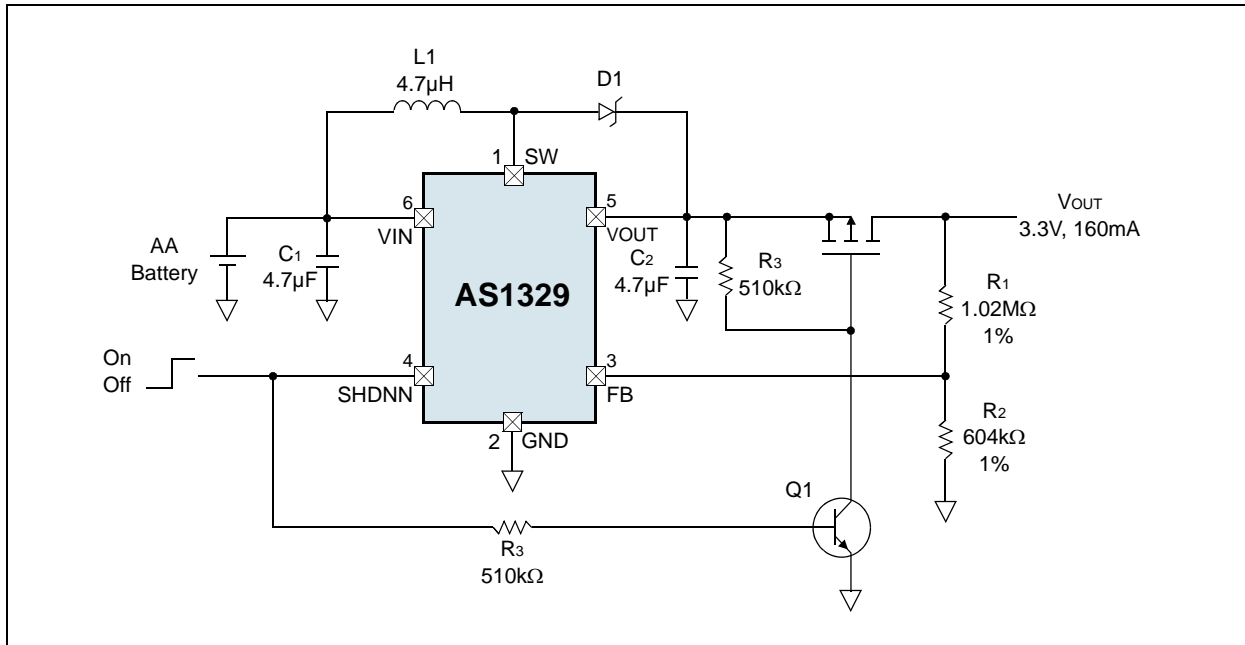 L1
4.7µH
D1
1
SW
6
VIN
5
VOUT
VOUT
3.3V, 160mA
AA
Battery
C1
4.7µF
C2
4.7µF
R3
510kΩ
AS1329
R1
1.02MΩ
1%
On
Off
4
SHDNN
3
FB
2
GND
R2
604kΩ
1%
Q1
R3
510kΩ